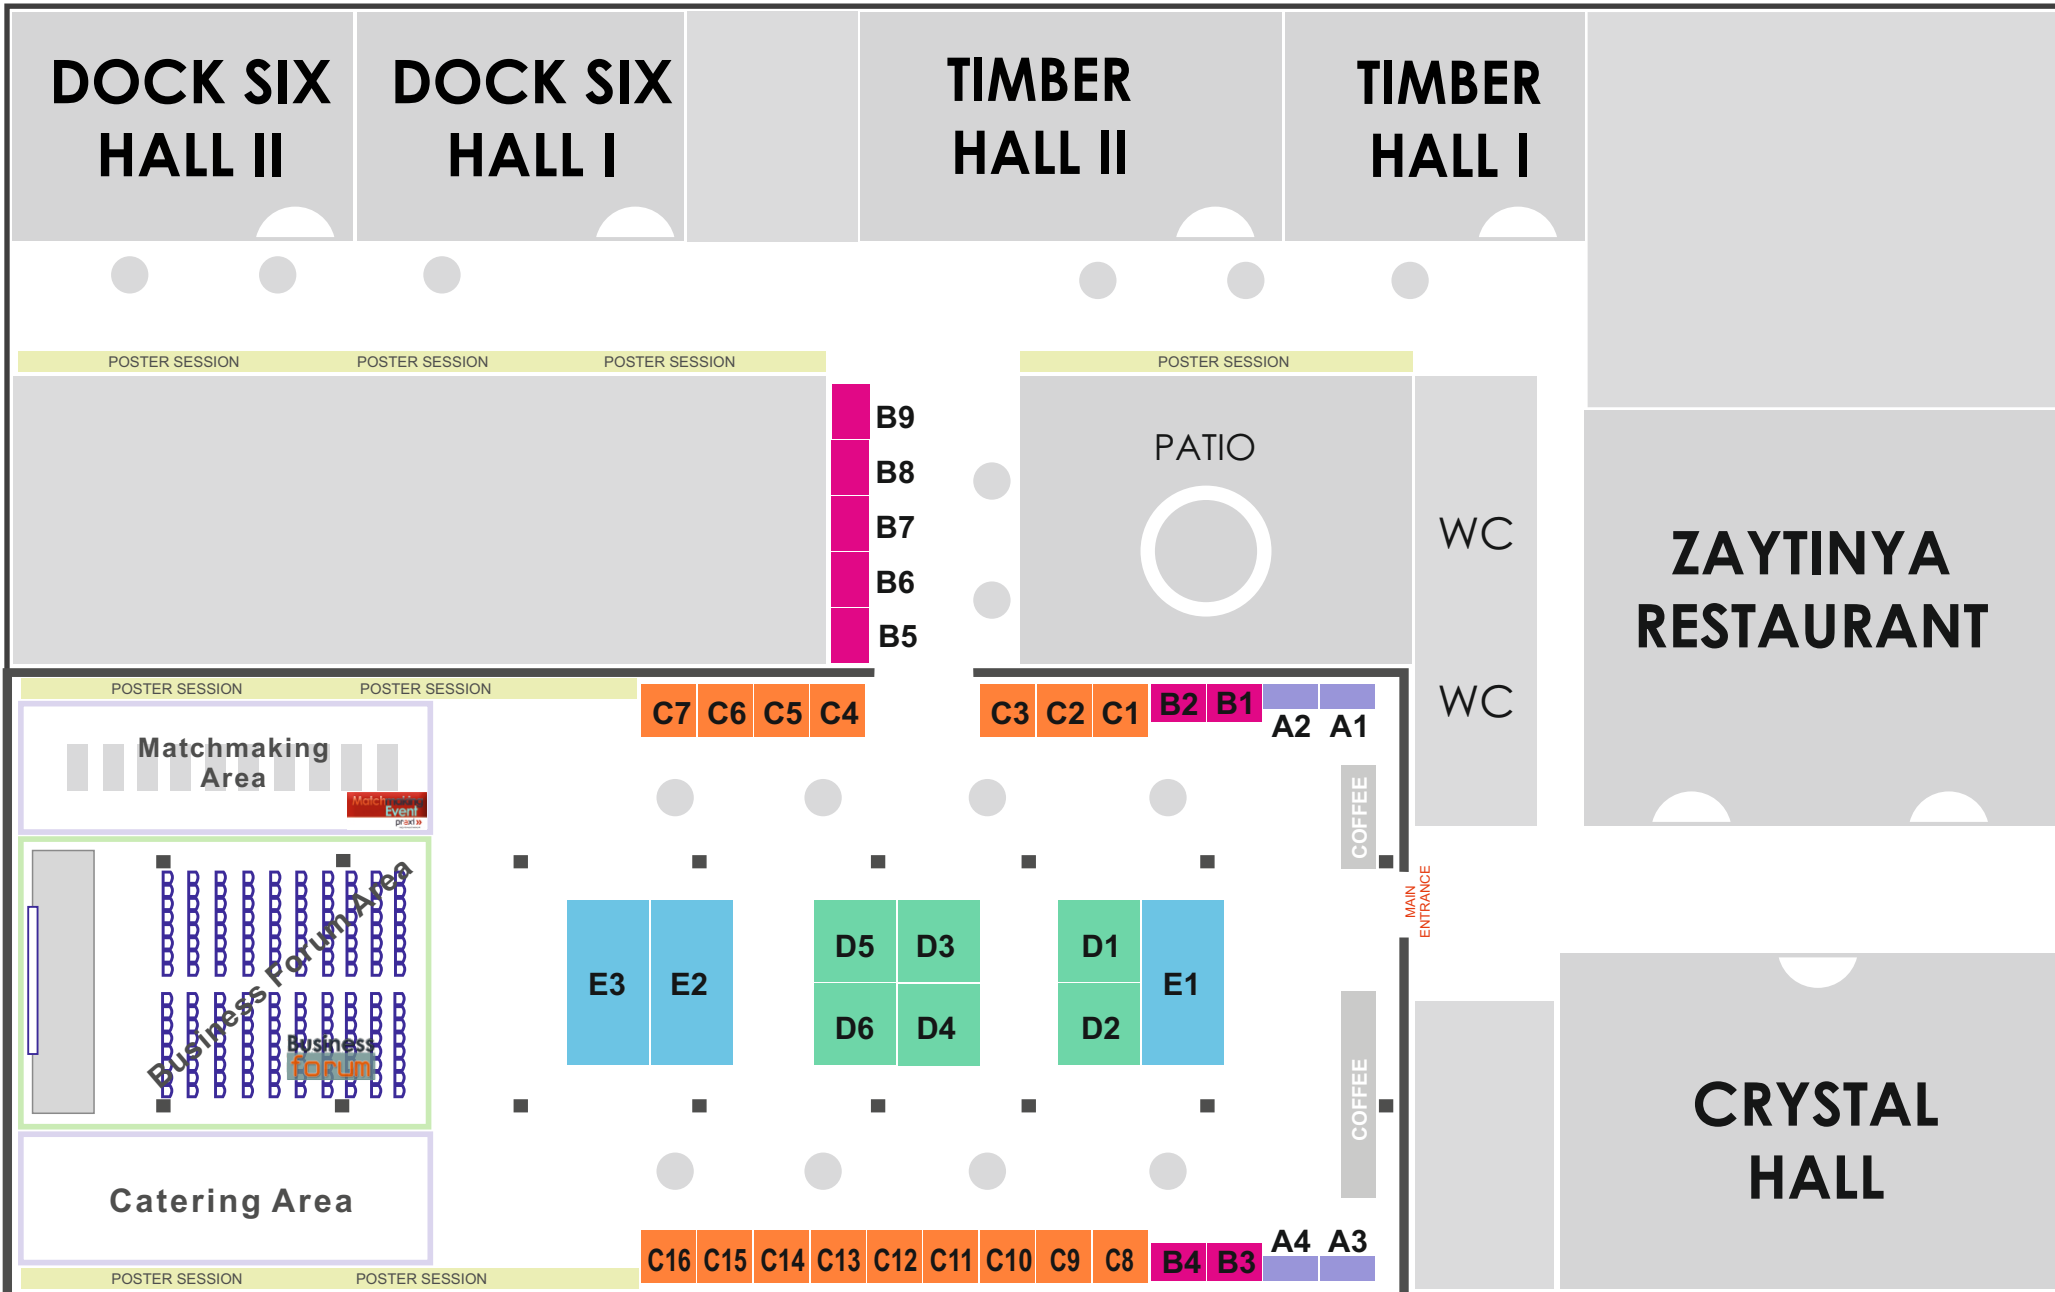 DOCK SIX
HALL II
DOCK SIX
HALL I
TIMBER
HALL II
TIMBER
HALL I
POSTER SESSION
POSTER SESSION
POSTER SESSION
POSTER SESSION
B9
B8
B7
B6
B5
PATIO
WC
WC
ZAYTINYA
RESTAURANT
POSTER SESSION
POSTER SESSION
C7
C6
C5
C4
C3
C2
C1
B2
B1
A2
A1
Matchmaking
Area
Matchmaking
Event
COFFEE
MAIN
ENTRANCE
Business Forum Area
Business
forum
E3
E2
D5
D3
D6
D4
D1
D2
E1
COFFEE
CRYSTAL
HALL
Catering Area
C16
C15
C14
C13
C12
C11
C10
C9
C8
B4
B3
A4
A3
POSTER SESSION
POSTER SESSION